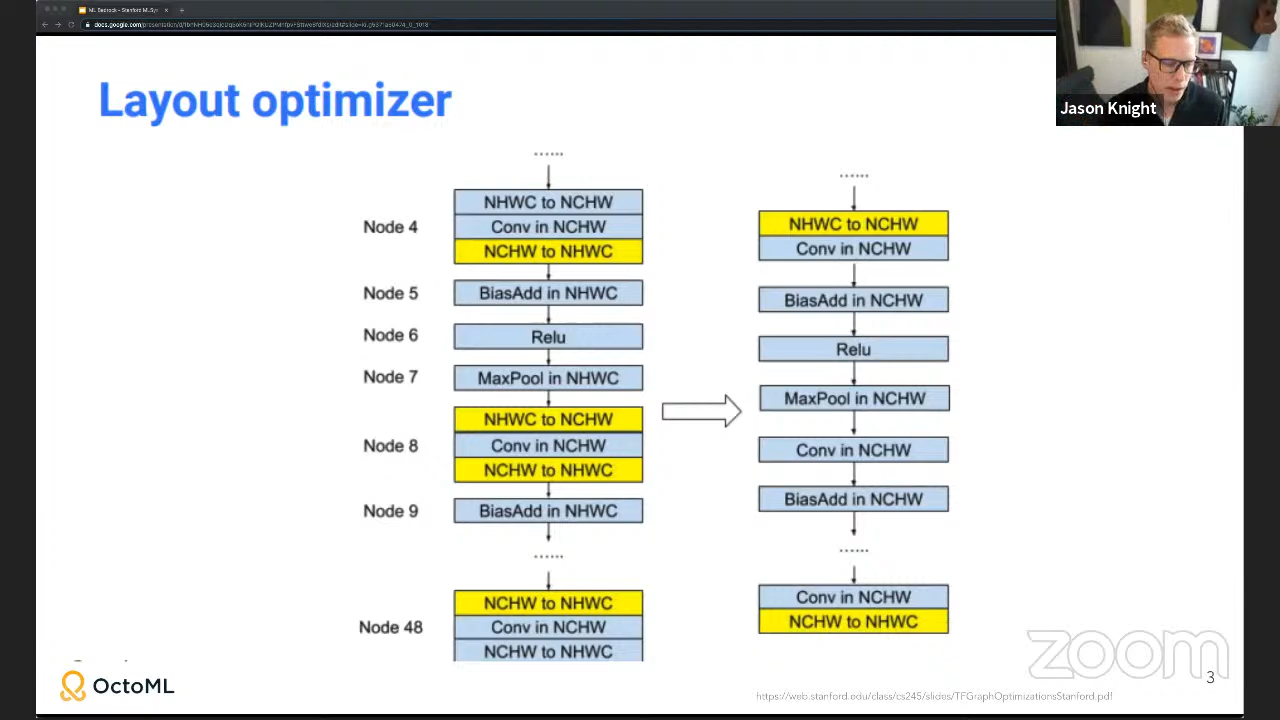 ML Bedrock - Stanford MLSys
Jason Knight
Layout optimizer
......
Node 4
NHWC to NCHW
Conv in NCHW
NCHW to NHWC
Node 5
BiasAdd in NHWC
Node 6
Relu
Node 7
MaxPool in NHWC
Node 8
NHWC to NCHW
Conv in NCHW
NCHW to NHWC
Node 9
BiasAdd in NHWC
......
Node 48
NCHW to NHWC
Conv in NCHW
NCHW to NHWC
......
NHWC to NCHW
Conv in NCHW
BiasAdd in NCHW
Relu
MaxPool in NCHW
Conv in NCHW
BiasAdd in NCHW
......
Conv in NCHW
NCHW to NHWC
zoom
3
OctoML
https://web.stanford.edu/class/cs245/slides/TFGraphOptimizationsStanford.pdf